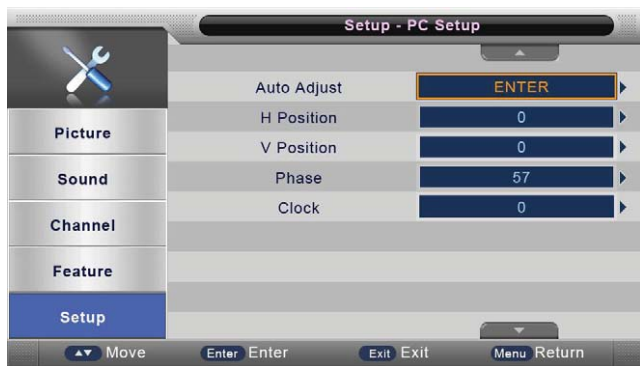 Setup - PC Setup
Auto Adjust ENTER
H Position 0
V Position 0
Phase 57
Clock 0
Picture
Sound
Channel
Feature
Setup
Move Enter Enter Exit Exit Menu Return